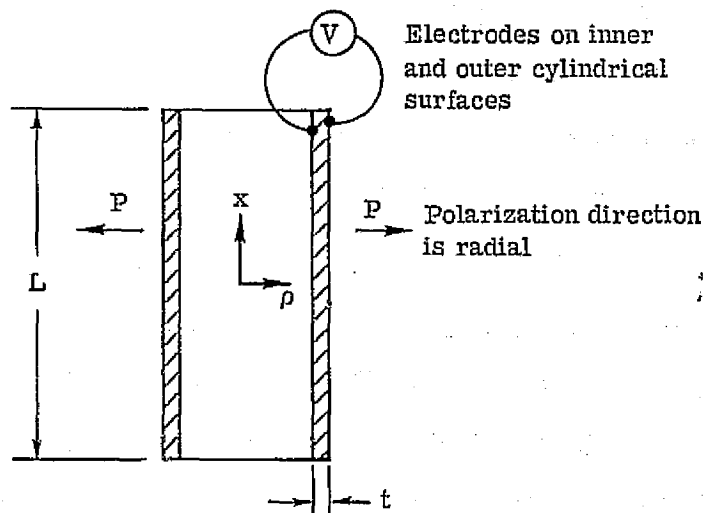 V
Electrodes on inner
and outer cylindrical
surfaces
P
x
P
Polarization direction
is radial
L
ρ
t